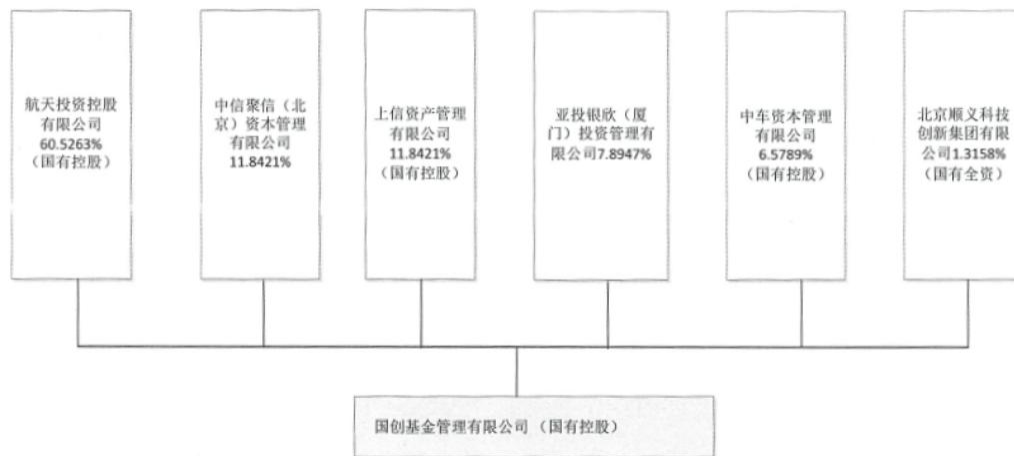 航天投资控股
有限公司
60.5263%
（国有控股）
中信聚信（北
京）资本管理
有限公司
11.8421%
上信资产管理
有限公司
11.8421%
（国有控股）
亚投银欣（厦
门）投资管理有
限公司7.8947%
中车资本管理
有限公司
6.5789%
（国有控股）
北京顺义科技
创新集团有限
公司1.3158%
（国有全资）
国创基金管理有限公司（国有控股）